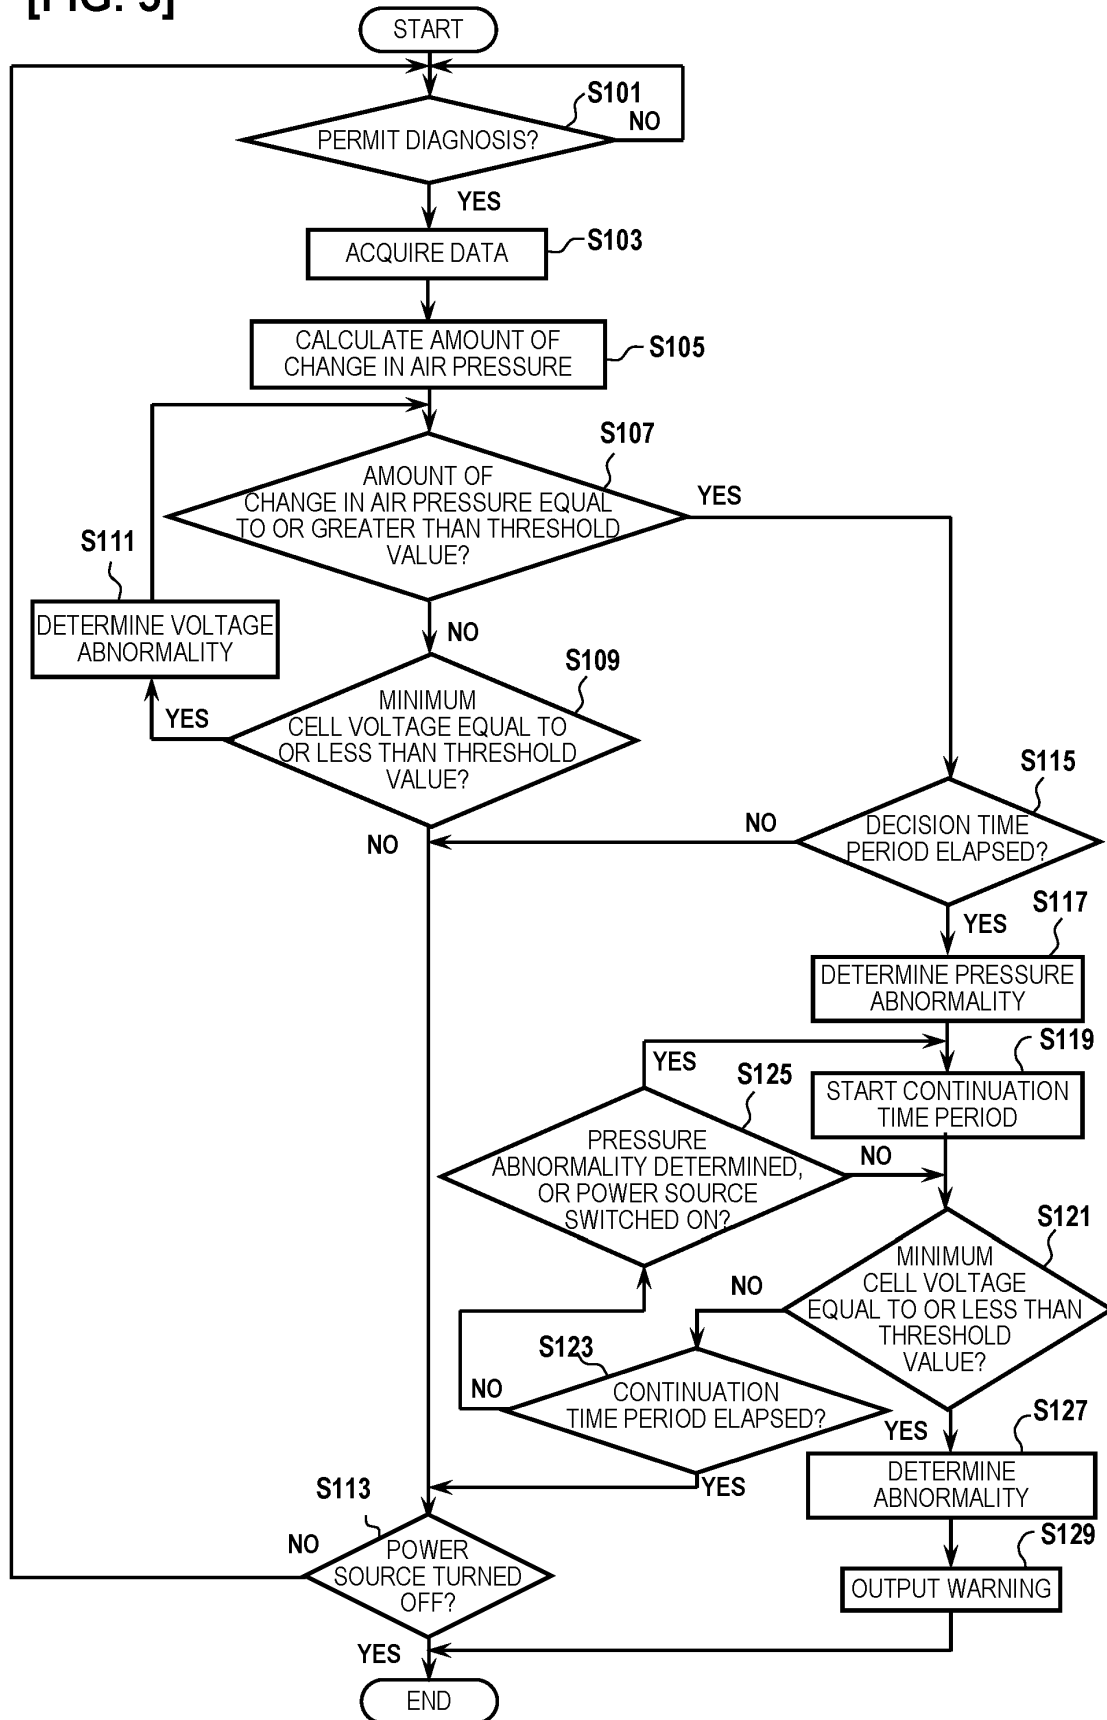 START
S101
NO
PERMIT DIAGNOSIS?
YES
ACQUIRE DATA
S103
CALCULATE AMOUNT OF
CHANGE IN AIR PRESSURE
S105
S107
AMOUNT OF
CHANGE IN AIR PRESSURE EQUAL
TO OR GREATER THAN THRESHOLD
VALUE?
YES
S111
DETERMINE VOLTAGE
ABNORMALITY
NO
S109
MINIMUM
CELL VOLTAGE EQUAL TO
OR LESS THAN THRESHOLD
VALUE?
YES
NO
S115
DECISION TIME
PERIOD ELAPSED?
NO
YES
S117
DETERMINE PRESSURE
ABNORMALITY
S119
START CONTINUATION
TIME PERIOD
YES
S125
PRESSURE
ABNORMALITY DETERMINED,
OR POWER SOURCE
SWITCHED ON?
NO
S121
MINIMUM
CELL VOLTAGE
EQUAL TO OR LESS THAN
THRESHOLD
VALUE?
NO
S123
CONTINUATION
TIME PERIOD ELAPSED?
NO
YES
YES
S127
DETERMINE
ABNORMALITY
S129
OUTPUT WARNING
S113
NO
POWER
SOURCE TURNED
OFF?
YES
END